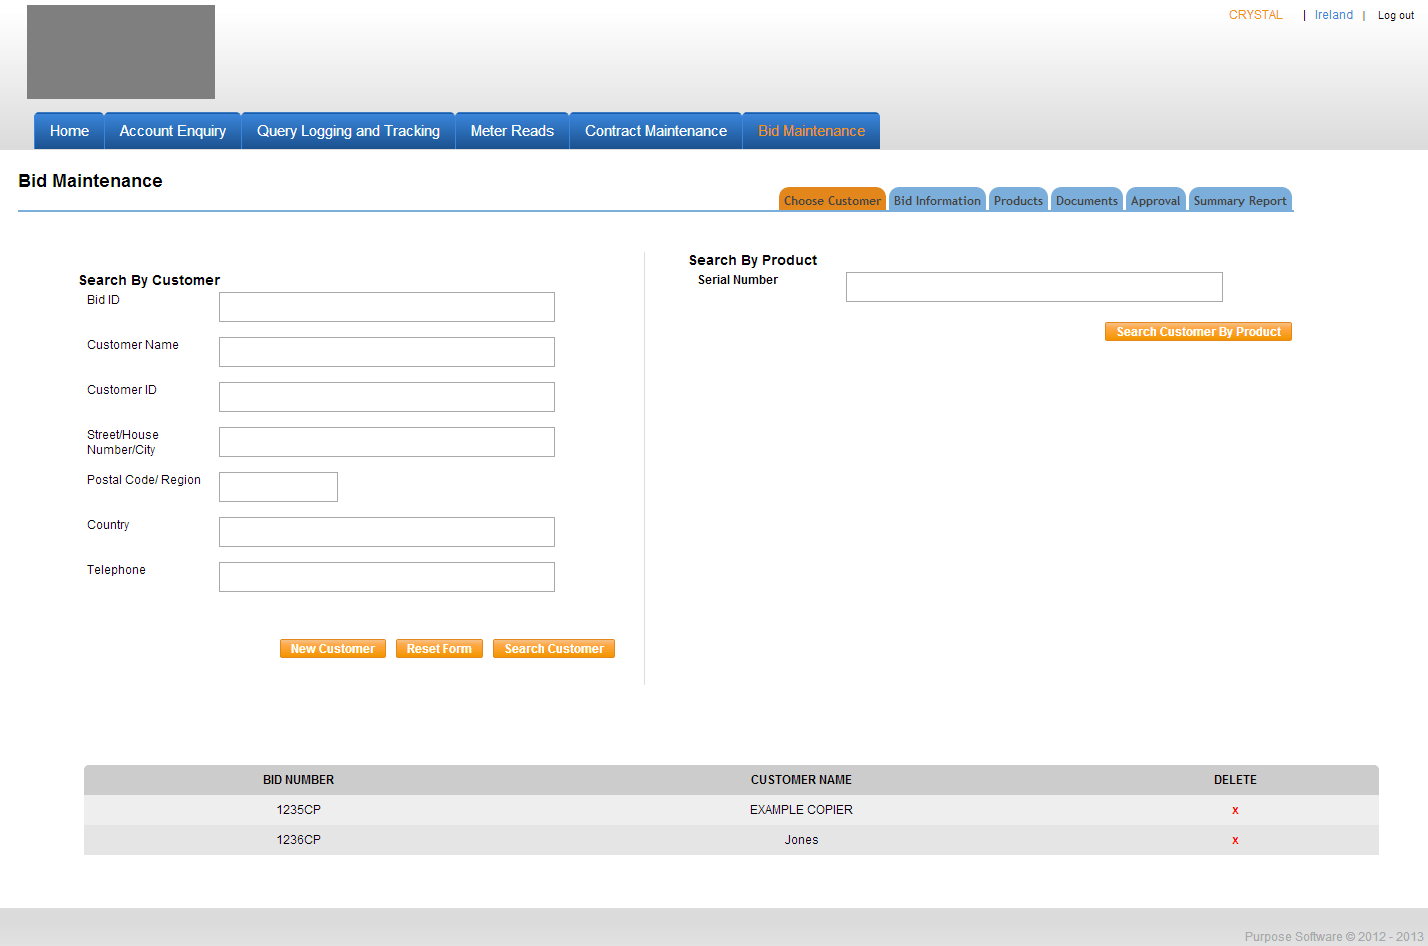 CRYSTAL | Ireland | Log out
Home Account Enquiry Query Logging and Tracking Meter Reads Contract Maintenance Bid Maintenance
Bid Maintenance
Choose Customer Bid Information Products Documents Approval Summary Report
Search By Customer
Bid ID
Customer Name
Customer ID
Street/House
Number/City
Postal Code/ Region
Country
Telephone
New Customer Reset Form Search Customer
Search By Product
Serial Number
Search Customer By Product
BID NUMBER CUSTOMER NAME DELETE
1235CP EXAMPLE COPIER x
1236CP Jones x
Purpose Software © 2012 - 2013